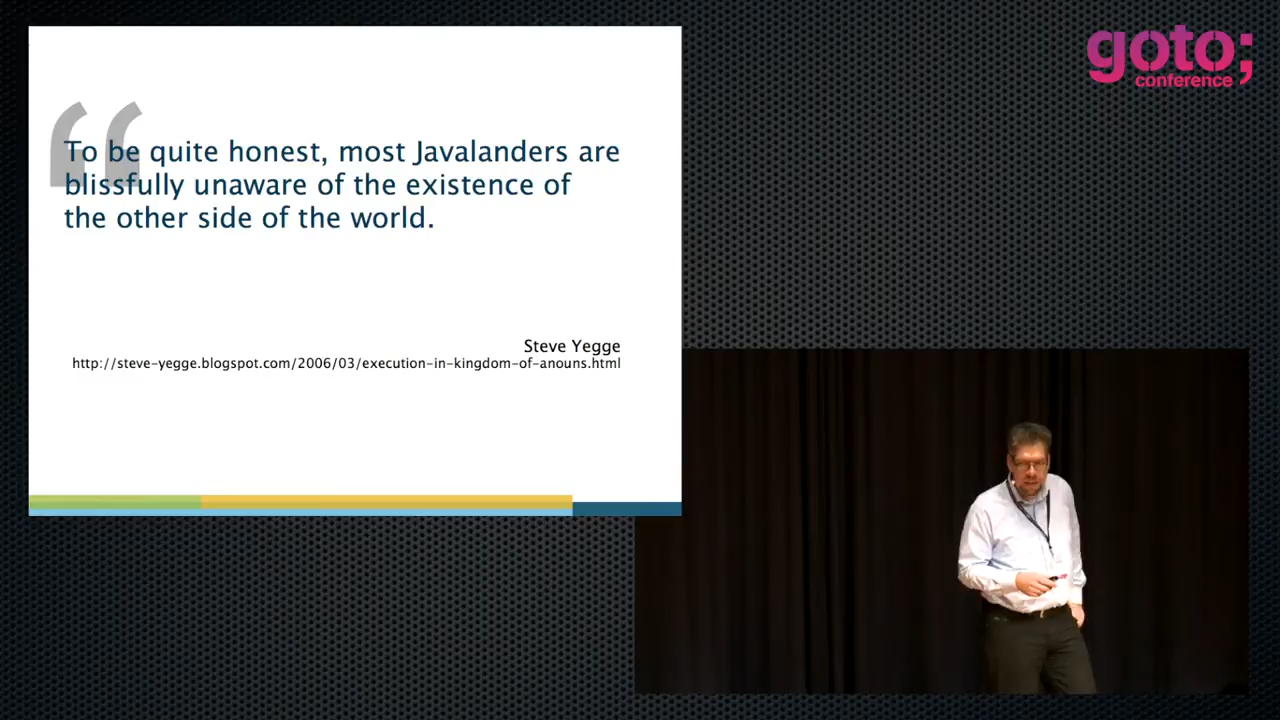 goto;
conference
“
To be quite honest, most Javalanders are
blissfully unaware of the existence of
the other side of the world.
Steve Yegge
http://steve-yegge.blogspot.com/2006/03/execution-in-kingdom-of-anouns.html